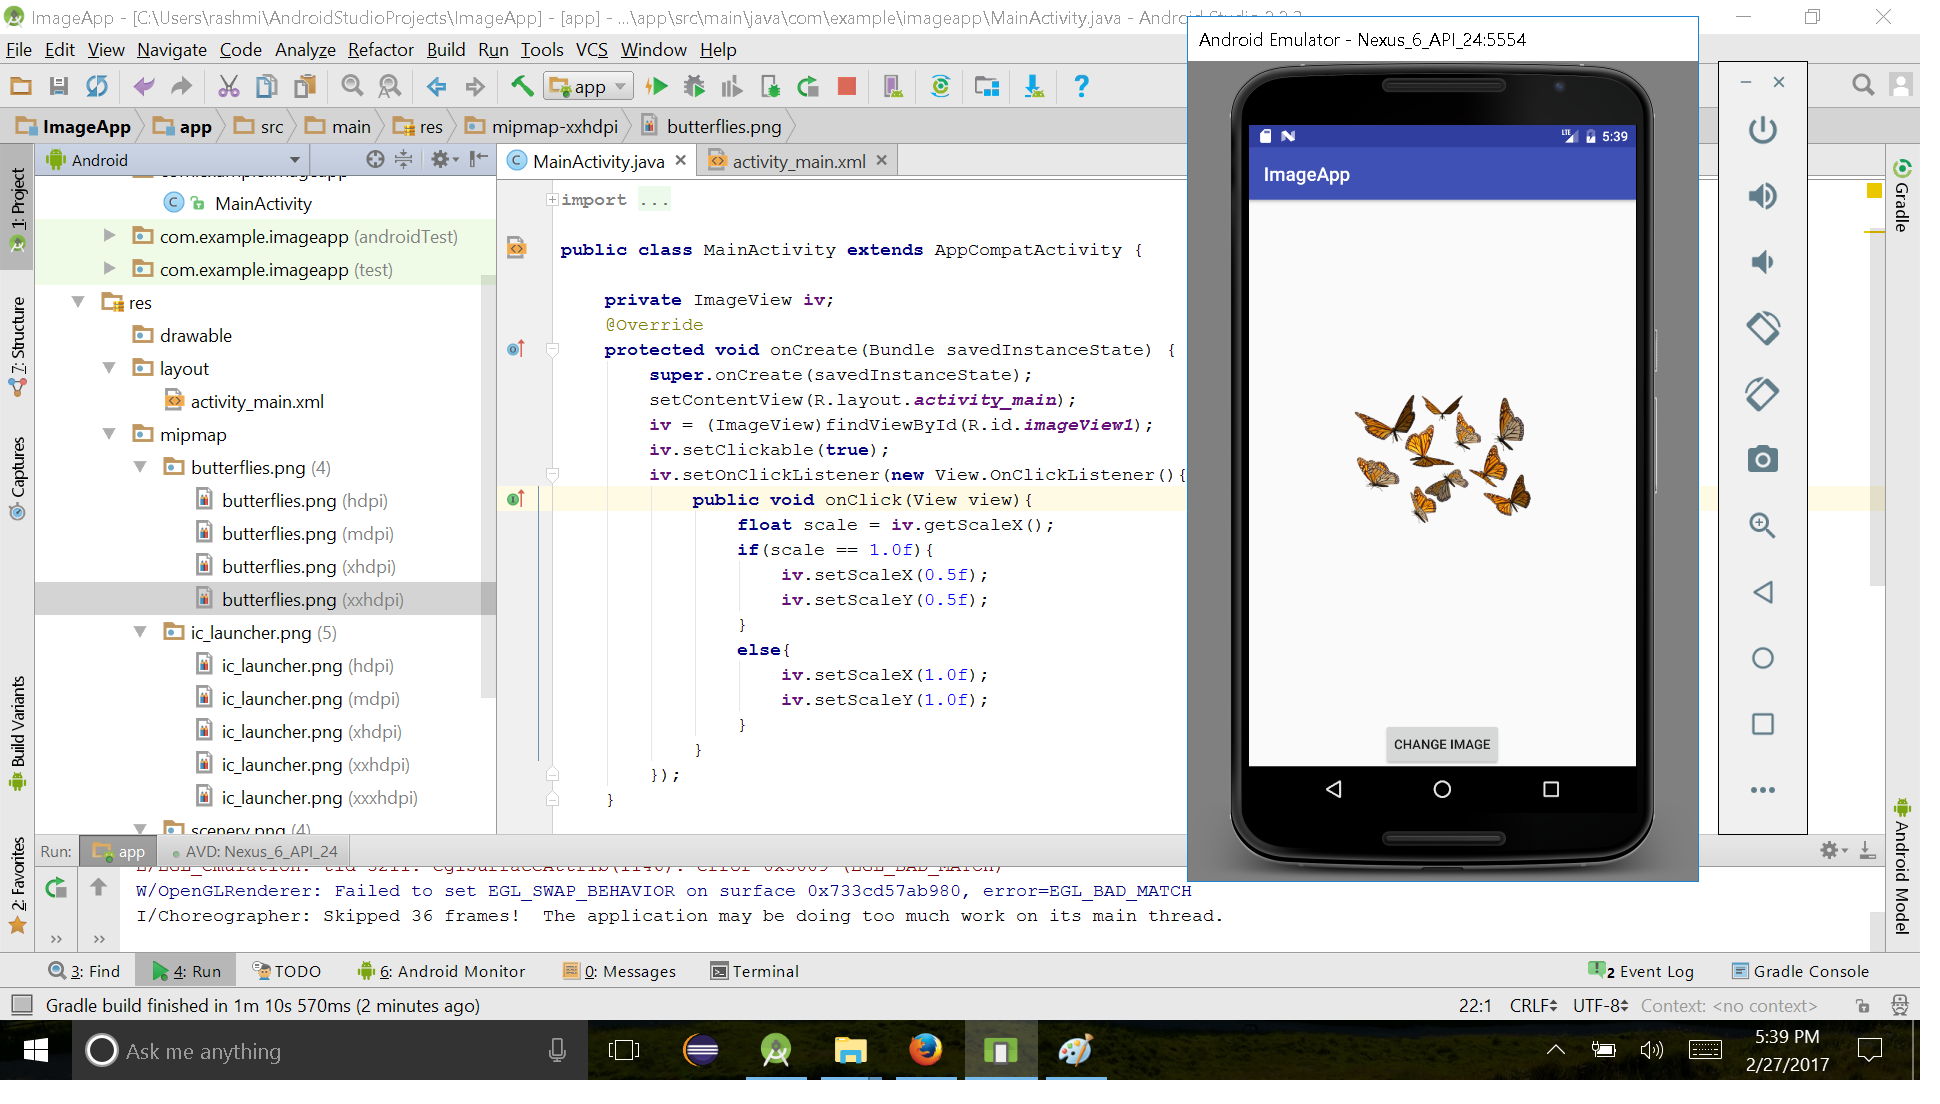 ImageApp - [C:\Users\rashmi\AndroidStudioProjects\ImageApp] - [app] - ...\app\src\main\java\com\example\imageapp\MainActivity.java - Android Studio 2.2.3
File Edit View Navigate Code Analyze Refactor Build Run Tools VCS Window Help
app
ImageApp app src main res mipmap-xxhdpi butterflies.png
Android
MainActivity.java activity_main.xml
com.example.imageapp
MainActivity
com.example.imageapp (androidTest)
com.example.imageapp (test)
res
drawable
layout
activity_main.xml
mipmap
butterflies.png (4)
butterflies.png (hdpi)
butterflies.png (mdpi)
butterflies.png (xhdpi)
butterflies.png (xxhdpi)
ic_launcher.png (5)
ic_launcher.png (hdpi)
ic_launcher.png (mdpi)
ic_launcher.png (xhdpi)
ic_launcher.png (xxhdpi)
ic_launcher.png (xxxhdpi)
scenery.png (4)
1: Project
7: Structure
Captures
Build Variants
2: Favorites
import ...
public class MainActivity extends AppCompatActivity {
private ImageView iv;
@Override
protected void onCreate(Bundle savedInstanceState) {
super.onCreate(savedInstanceState);
setContentView(R.layout.activity_main);
iv = (ImageView)findViewById(R.id.imageView1);
iv.setClickable(true);
iv.setOnClickListener(new View.OnClickListener(){
public void onClick(View view){
float scale = iv.getScaleX();
if(scale == 1.0f){
iv.setScaleX(0.5f);
iv.setScaleY(0.5f);
}
else{
iv.setScaleX(1.0f);
iv.setScaleY(1.0f);
}
}
});
}
Android Emulator - Nexus_6_API_24:5554
LTE 5:39
ImageApp
CHANGE IMAGE
Gradle
Android Model
Run: app AVD: Nexus_6_API_24
W/OpenGLRenderer: Failed to set EGL_SWAP_BEHAVIOR on surface 0x733cd57ab980, error=EGL_BAD_MATCH
I/Choreographer: Skipped 36 frames!  The application may be doing too much work on its main thread.
3: Find 4: Run TODO 6: Android Monitor 0: Messages Terminal 2 Event Log Gradle Console
Gradle build finished in 1m 10s 570ms (2 minutes ago) 22:1 CRLF UTF-8 Context: <no context>
Ask me anything
5:39 PM
2/27/2017